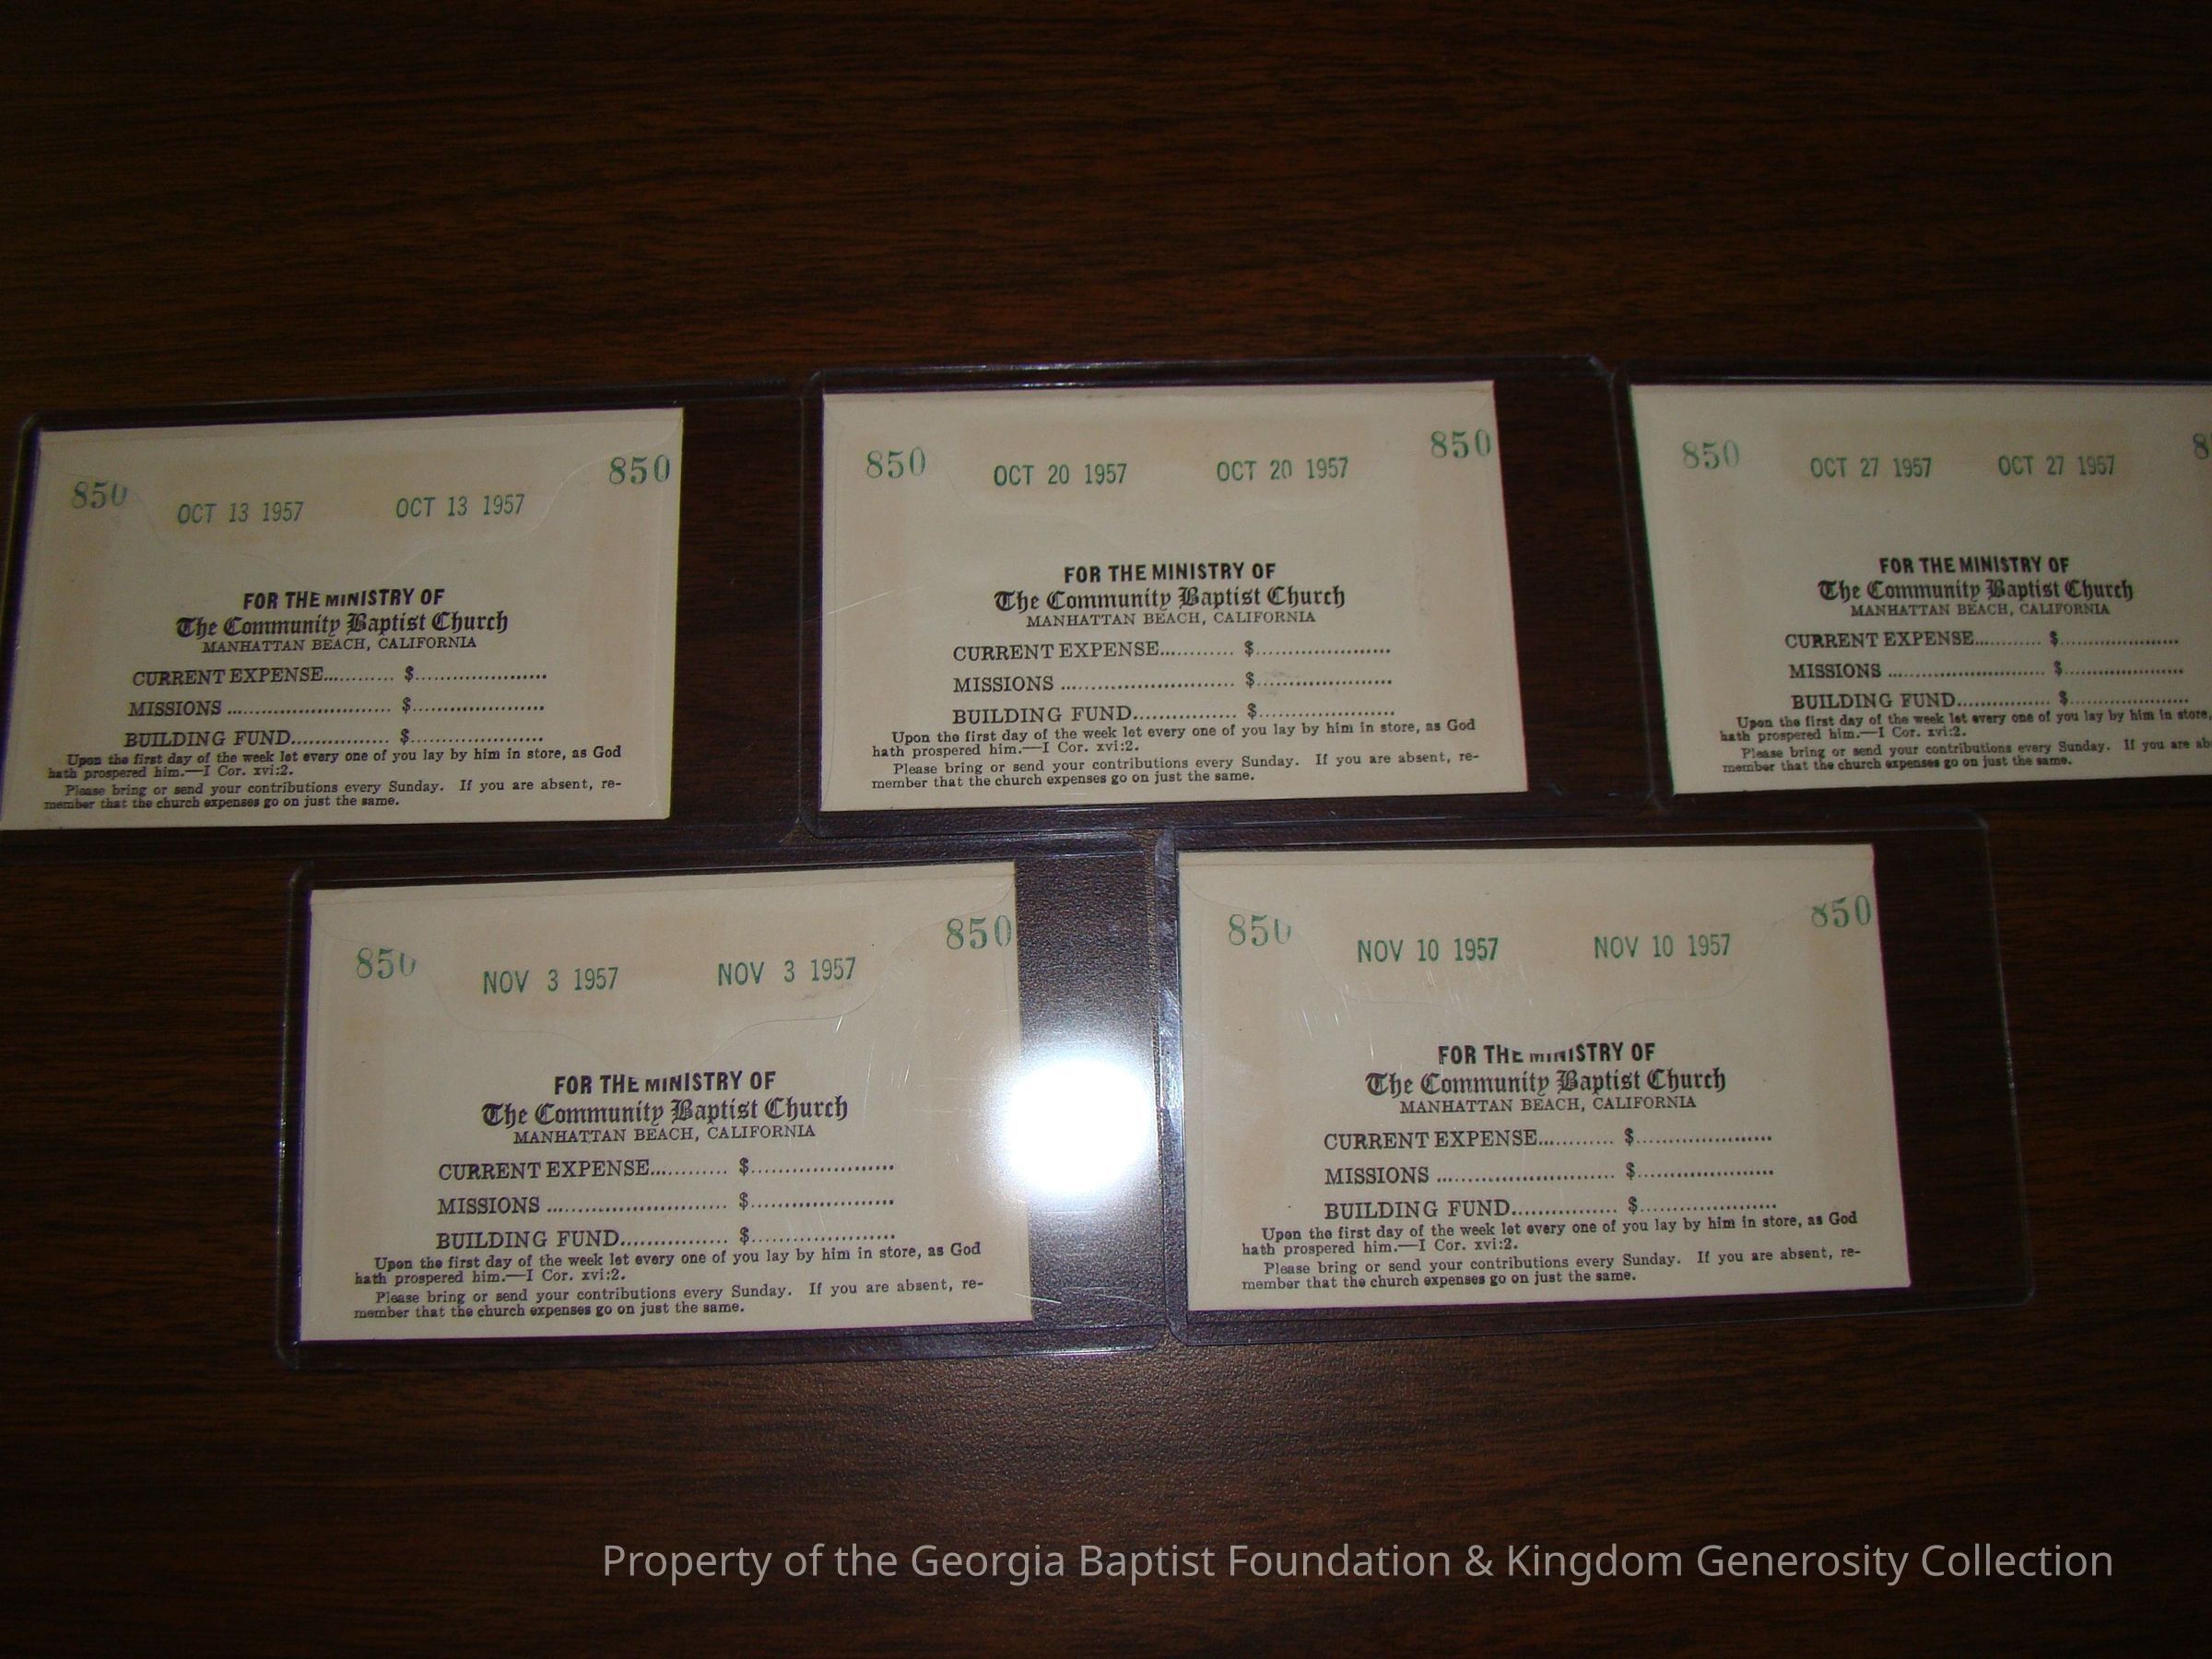 850 OCT 13 1957 OCT 13 1957 850
FOR THE MINISTRY OF
The Community Baptist Church
MANHATTAN BEACH, CALIFORNIA
CURRENT EXPENSE........... $......................
MISSIONS ........................... $......................
BUILDING FUND................ $......................
Upon the first day of the week let every one of you lay by him in store, as God
hath prospered him.—I Cor. xvi:2.
Please bring or send your contributions every Sunday. If you are absent, re-
member that the church expenses go on just the same.
850 OCT 20 1957 OCT 20 1957 850
FOR THE MINISTRY OF
The Community Baptist Church
MANHATTAN BEACH, CALIFORNIA
CURRENT EXPENSE........... $......................
MISSIONS ........................... $......................
BUILDING FUND................ $......................
Upon the first day of the week let every one of you lay by him in store, as God
hath prospered him.—I Cor. xvi:2.
Please bring or send your contributions every Sunday. If you are absent, re-
member that the church expenses go on just the same.
850 OCT 27 1957 OCT 27 1957
FOR THE MINISTRY OF
The Community Baptist Church
MANHATTAN BEACH, CALIFORNIA
CURRENT EXPENSE........... $......................
MISSIONS ........................... $......................
BUILDING FUND................ $......................
Upon the first day of the week let every one of you lay by him in store,
hath prospered him.—I Cor. xvi:2.
Please bring or send your contributions every Sunday. If you are
member that the church expenses go on just the same.
850 NOV 3 1957 NOV 3 1957 850
FOR THE MINISTRY OF
The Community Baptist Church
MANHATTAN BEACH, CALIFORNIA
CURRENT EXPENSE........... $......................
MISSIONS ........................... $......................
BUILDING FUND................ $......................
Upon the first day of the week let every one of you lay by him in store, as God
hath prospered him.—I Cor. xvi:2.
Please bring or send your contributions every Sunday. If you are absent, re-
member that the church expenses go on just the same.
850 NOV 10 1957 NOV 10 1957 850
FOR THE MINISTRY OF
The Community Baptist Church
MANHATTAN BEACH, CALIFORNIA
CURRENT EXPENSE........... $......................
MISSIONS ........................... $......................
BUILDING FUND................ $......................
Upon the first day of the week let every one of you lay by him in store, as God
hath prospered him.—I Cor. xvi:2.
Please bring or send your contributions every Sunday. If you are absent, re-
member that the church expenses go on just the same.
Property of the Georgia Baptist Foundation & Kingdom Generosity Collection